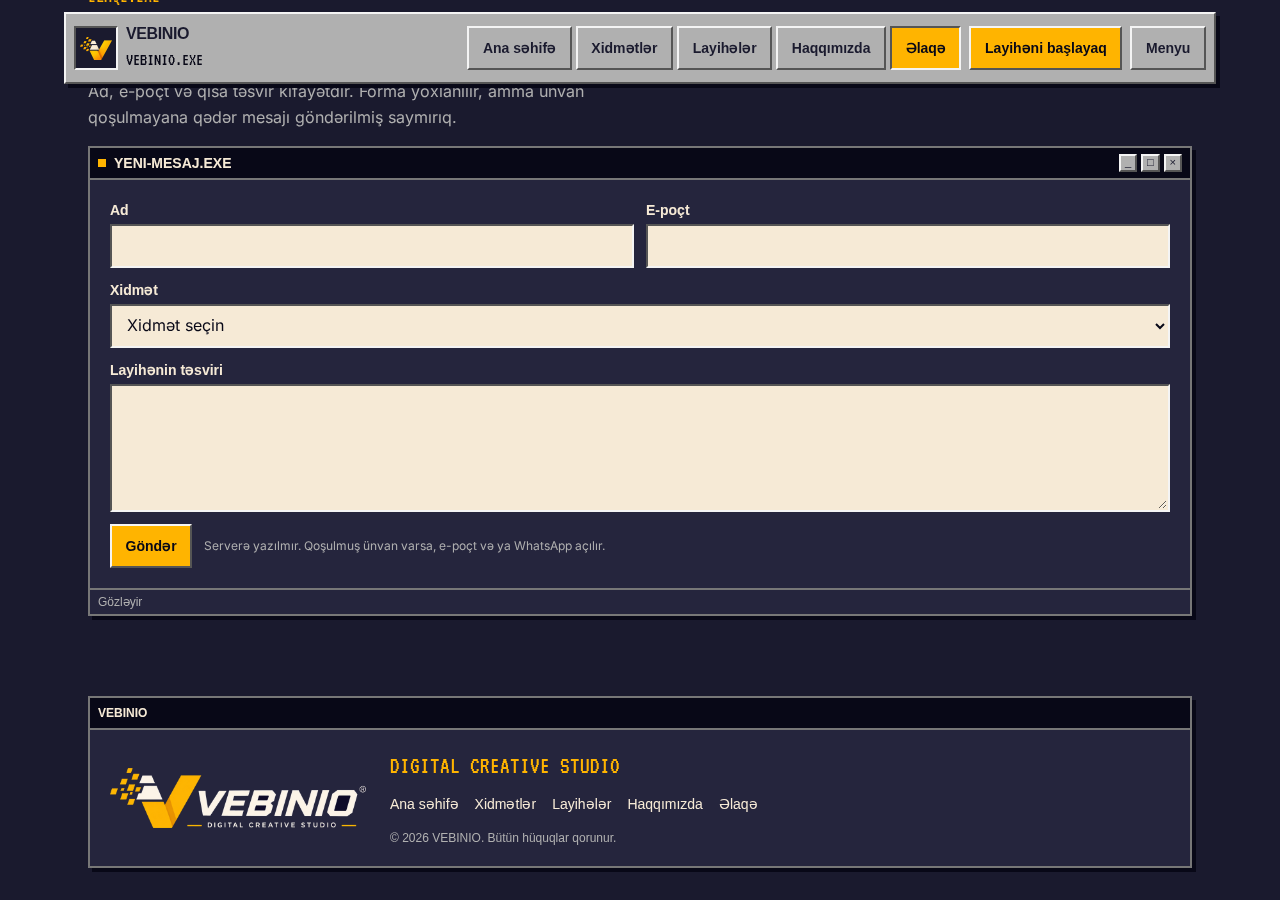 VEBINIO
VEBINIO.EXE
Ana səhifə
Xidmətlər
Layihələr
Haqqımızda
Əlaqə
Layihəni başlayaq
Menyu
Ad, e-poçt və qısa təsvir kifayətdir. Forma yoxlanılır, amma ünvan
qoşulmayana qədər mesajı göndərilmiş saymırıq.
YENI-MESAJ.EXE
Ad
E-poçt
Xidmət
Xidmət seçin
Layihənin təsviri
Göndər
Serverə yazılmır. Qoşulmuş ünvan varsa, e-poçt və ya WhatsApp açılır.
Gözləyir
VEBINIO
VEBINIO®
DIGITAL CREATIVE STUDIO
DIGITAL CREATIVE STUDIO
Ana səhifə Xidmətlər Layihələr Haqqımızda Əlaqə
© 2026 VEBINIO. Bütün hüquqlar qorunur.